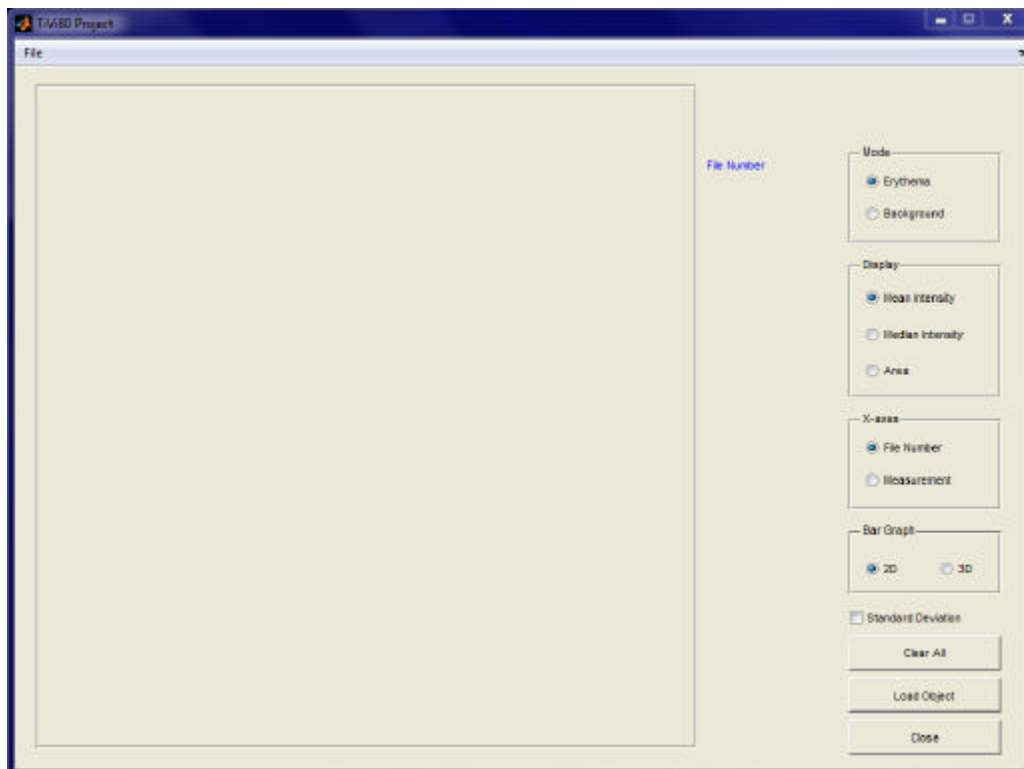 TiVi80 Project
File
File Number
Mode
Erythema
Background
Display
Mean Intensity
Median Intensity
Area
X-axes
File Number
Measurement
Bar Graph
2D 3D
Standard Deviation
Clear All
Load Object
Close